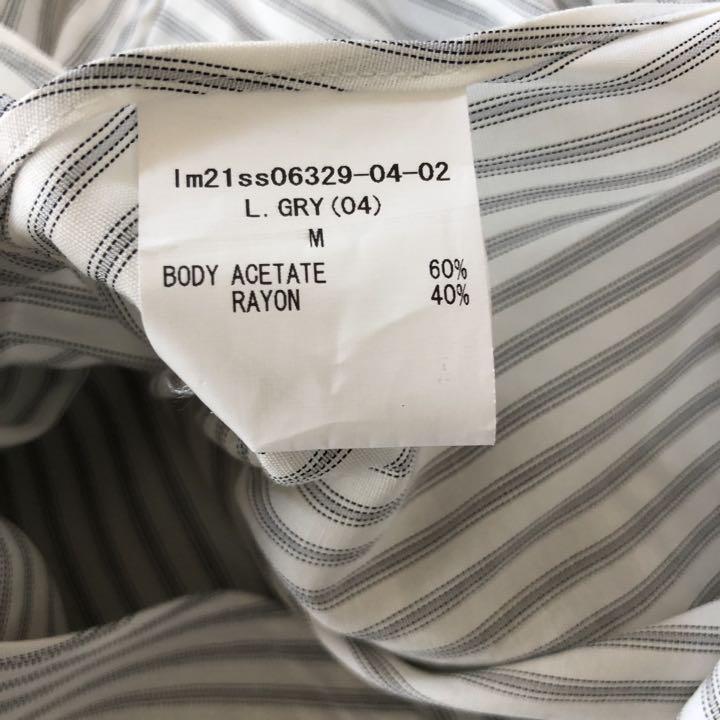 lm21ss06329-04-02
L. GRY(04)
M
BODY ACETATE 60%
RAYON 40%